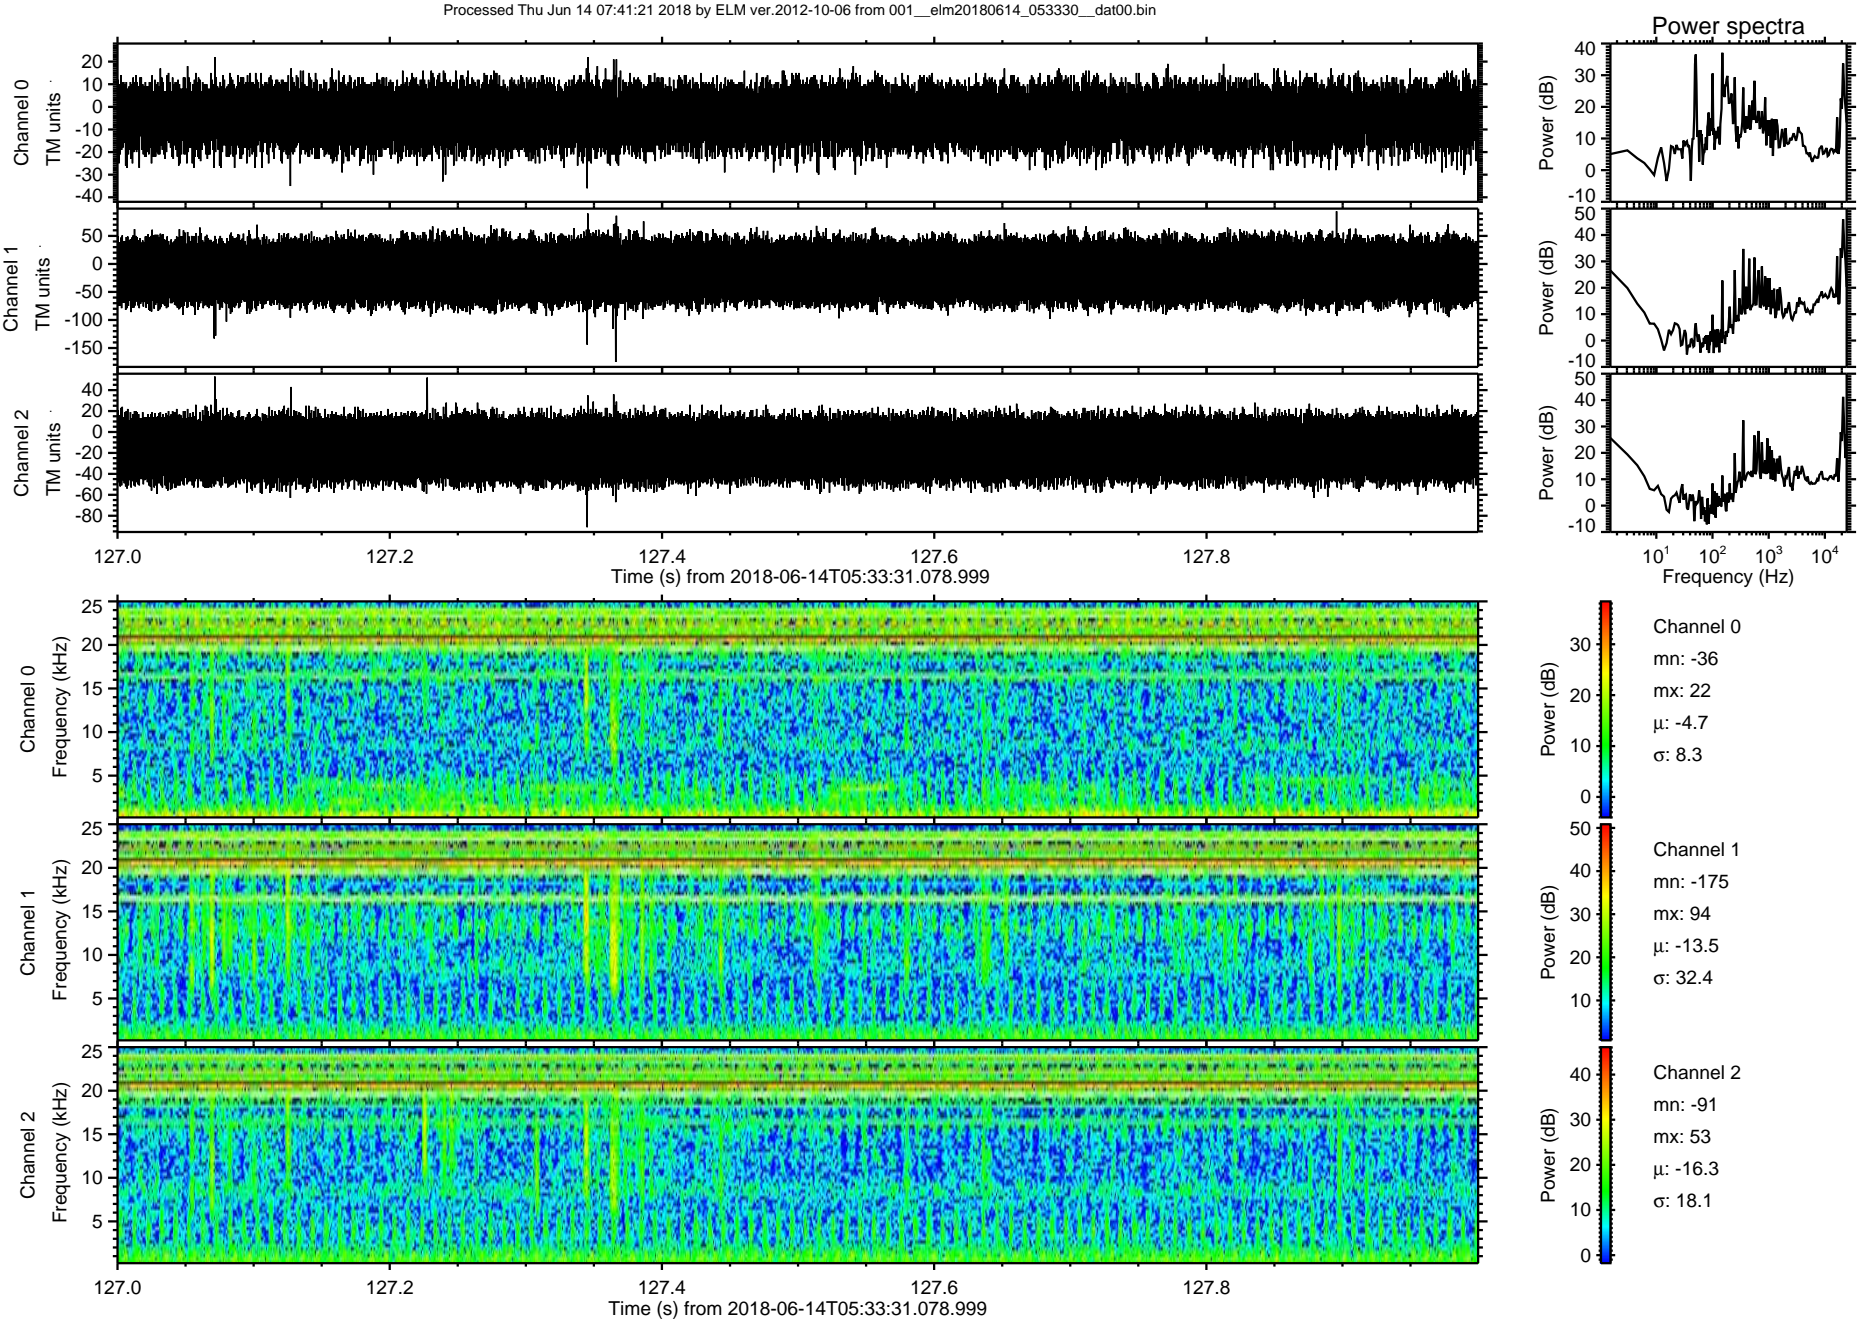 Processed Thu Jun 14 07:41:21 2018 by ELM ver.2012-10-06 from 001__elm20180614_053330__dat00.bin
Power spectra
Channel 0
TM units
20
10
0
-10
-20
-30
-40
Power (dB)
40
30
20
10
0
-10
Channel 1
TM units
50
0
-50
-100
-150
Power (dB)
50
40
30
20
10
0
-10
Channel 2
TM units
40
20
0
-20
-40
-60
-80
Power (dB)
50
40
30
20
10
0
-10
127.0 127.2 127.4 127.6 127.8
Time (s) from 2018-06-14T05:33:31.078.999
10^1 10^2 10^3 10^4
Frequency (Hz)
Channel 0
Frequency (kHz)
25
20
15
10
5
Power (dB)
30
20
10
0
Channel 0
mn: -36
mx: 22
µ: -4.7
σ: 8.3
Channel 1
Frequency (kHz)
25
20
15
10
5
Power (dB)
50
40
30
20
10
Channel 1
mn: -175
mx: 94
µ: -13.5
σ: 32.4
Channel 2
Frequency (kHz)
25
20
15
10
5
Power (dB)
40
30
20
10
0
Channel 2
mn: -91
mx: 53
µ: -16.3
σ: 18.1
127.0 127.2 127.4 127.6 127.8
Time (s) from 2018-06-14T05:33:31.078.999